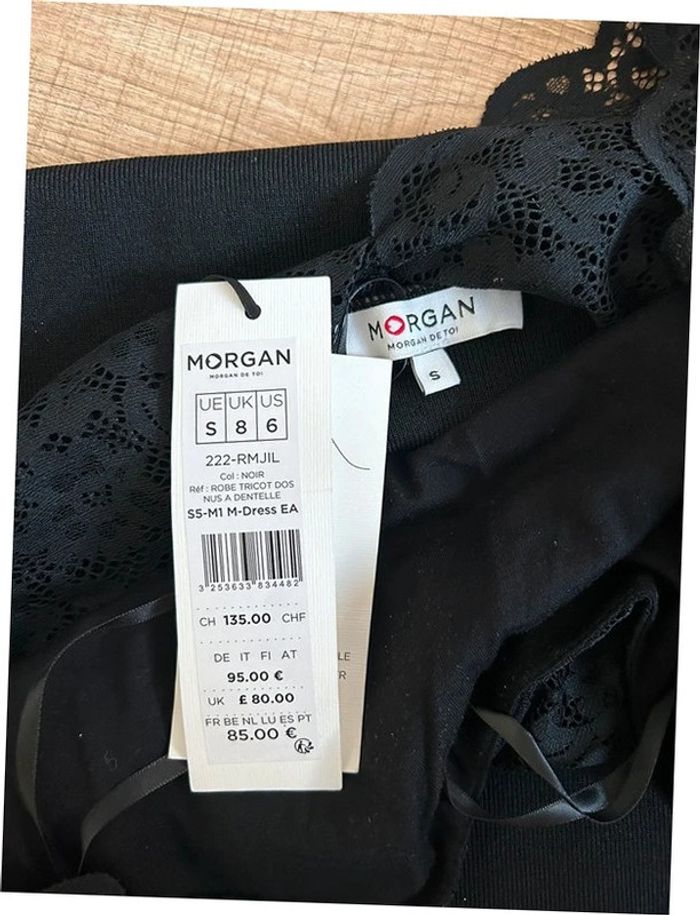 MORGAN
MORGAN DE TOI
S
MORGAN
MORGAN DE TOI
UE UK US
S 8 6
222-RMJIL
Col : NOIR
Réf : ROBE TRICOT DOS
NUS A DENTELLE
S5-M1 M-Dress EA
3 253633 834482
CH 135.00 CHF
DE IT FI AT
95.00 €
UK £ 80.00
FR BE NL LU ES PT
85.00 €